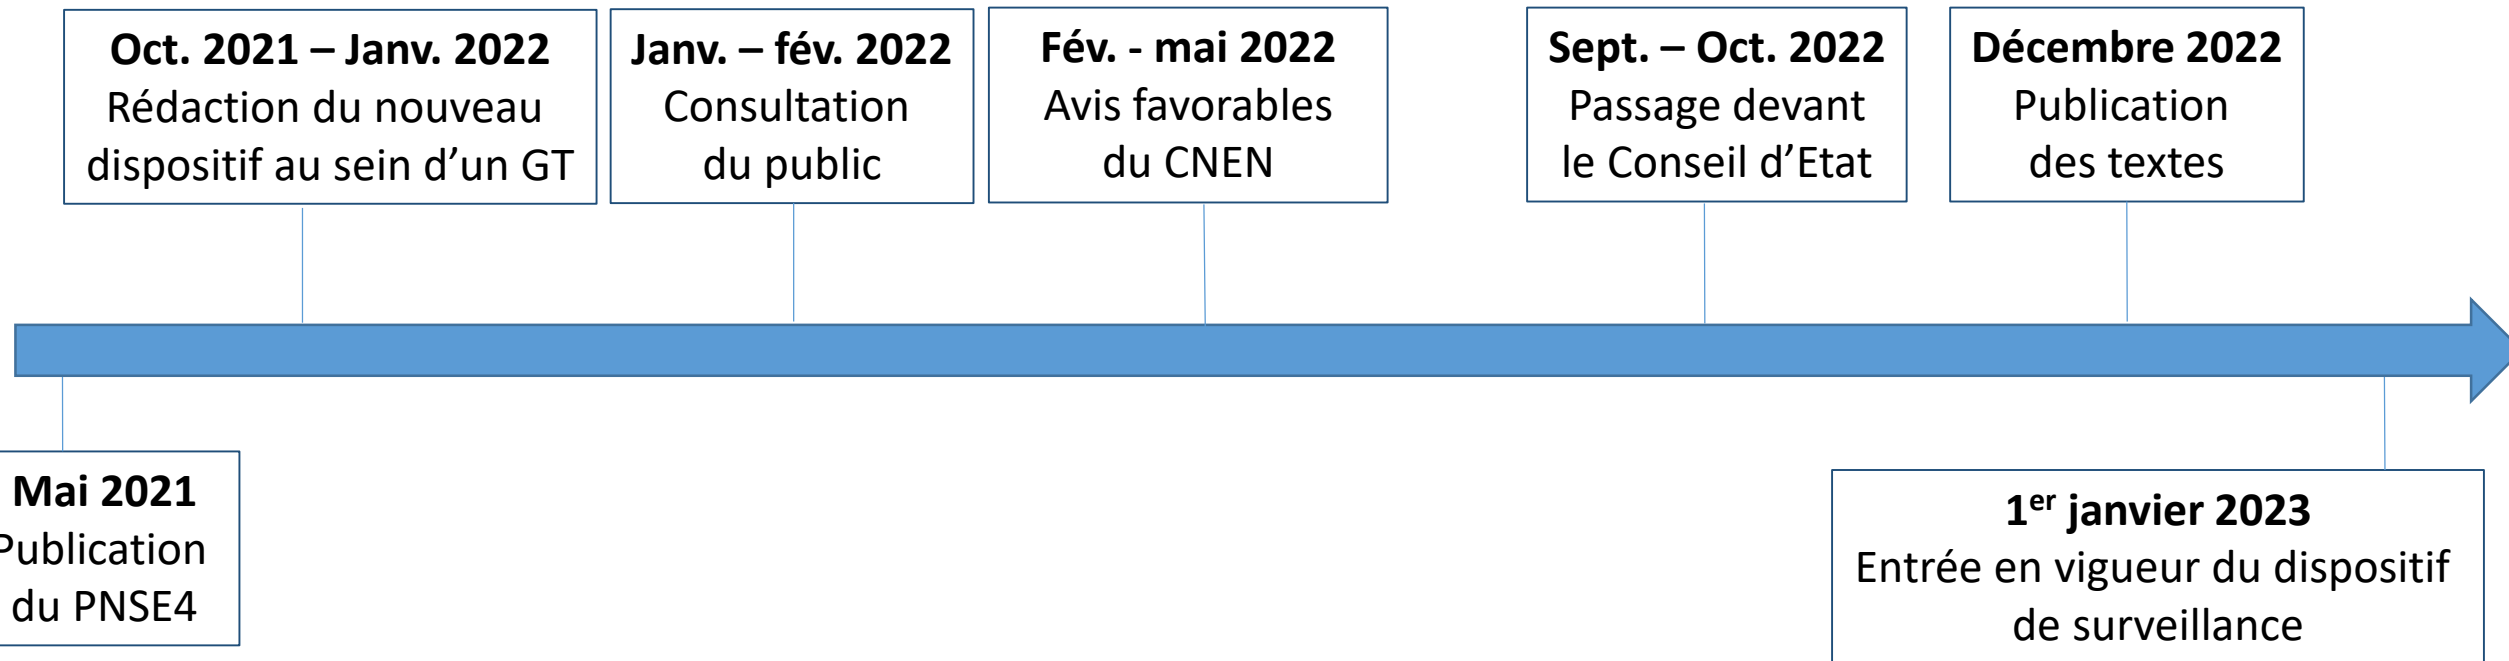 Oct. 2021 – Janv. 2022
Rédaction du nouveau
dispositif au sein d’un GT
Janv. – fév. 2022
Consultation
du public
Fév. - mai 2022
Avis favorables
du CNEN
Sept. – Oct. 2022
Passage devant
le Conseil d’Etat
Décembre 2022
Publication
des textes
Mai 2021
Publication
du PNSE4
1er janvier 2023
Entrée en vigueur du dispositif
de surveillance